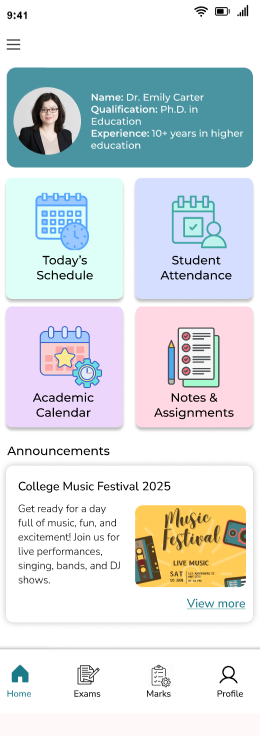 9:41
Name: Dr. Emily Carter
Qualification: Ph.D. in
Education
Experience: 10+ years in higher
education
Today's
Schedule
Student
Attendance
Academic
Calendar
Notes &
Assignments
Announcements
College Music Festival 2025
Get ready for a day
full of music, fun, and
excitement! Join us for
live performances,
singing, bands, and DJ
shows.
Music
Festival
LIVE MUSIC
SAT
View more
Home
Exams
Marks
Profile